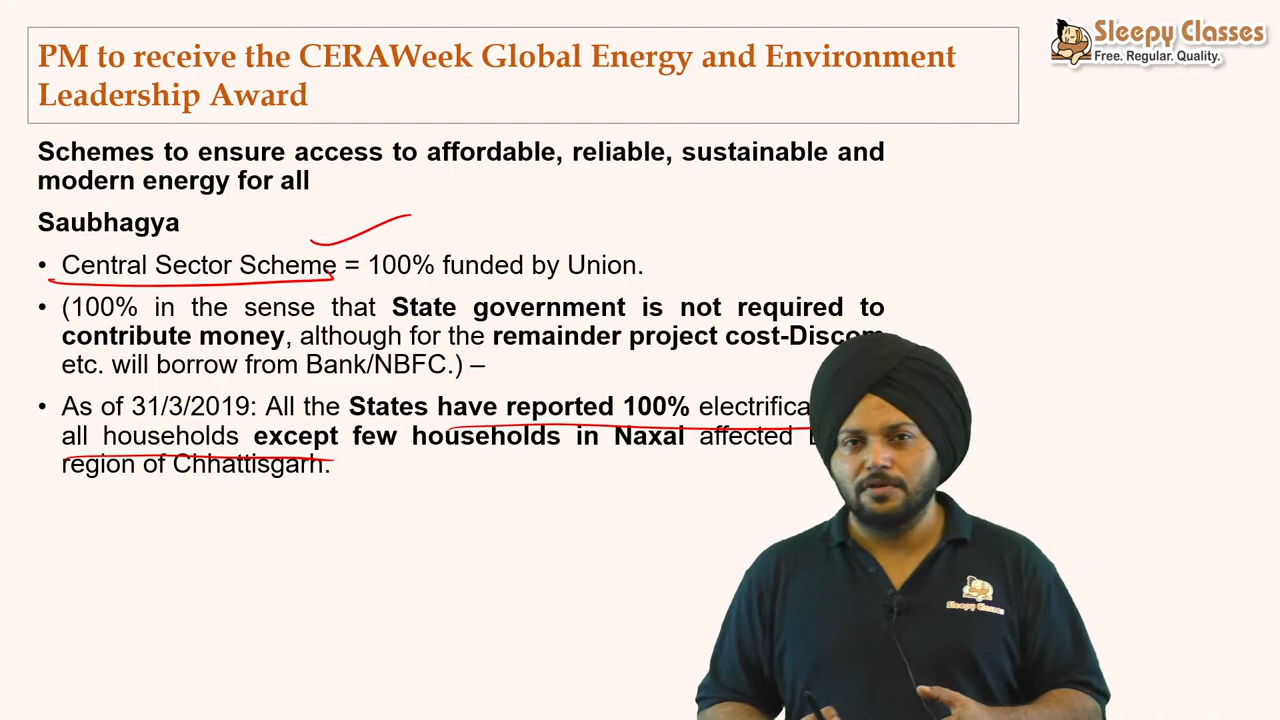 PM to receive the CERAWeek Global Energy and Environment
Leadership Award
Sleepy Classes
Free. Regular. Quality.
Schemes to ensure access to affordable, reliable, sustainable and
modern energy for all
Saubhagya
• Central Sector Scheme = 100% funded by Union.
• (100% in the sense that State government is not required to
contribute money, although for the remainder project cost-Discom
etc. will borrow from Bank/NBFC.) –
• As of 31/3/2019: All the States have reported 100%
all households except few households in Naxal affected
region of Chhattisgarh.
Sleepy Classes